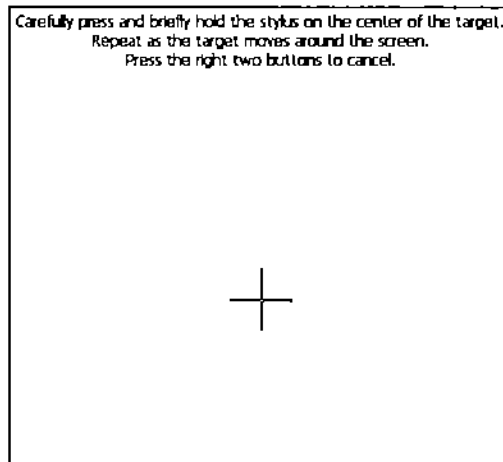 Carefully press and briefly hold the stylus on the center of the target.
Repeat as the target moves around the screen.
Press the right two buttons to cancel.